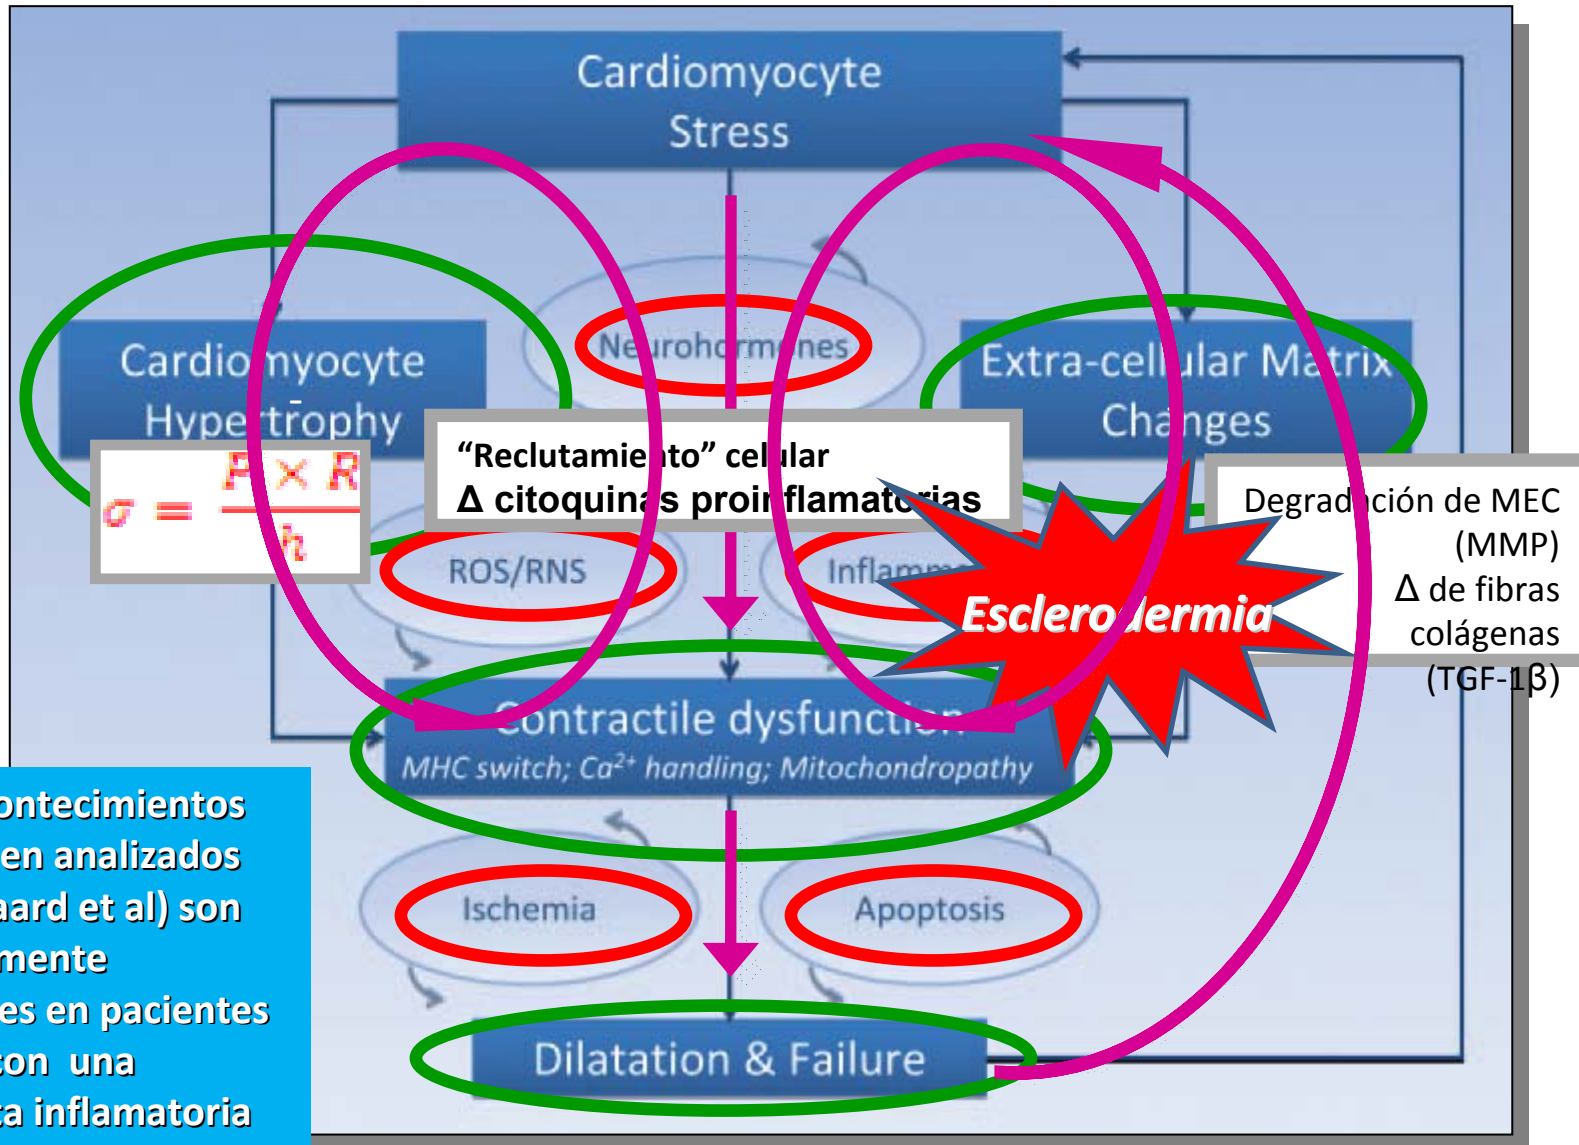 Cardiomyocyte
Stress
Neurohormones
Cardiomyocyte
Hypertrophy
Extra-cellular Matrix
Changes
σ = P × R
h
“Reclutamiento” celular
Δ citoquinas proinflamatorias
Degradación de MEC
(MMP)
Δ de fibras
colágenas
(TGF-1β)
ROS/RNS
Esclerodermia
Contractile dysfunction
MHC switch; Ca²⁺ handling; Mitochondropathy
ontecimientos
en analizados
aard et al) son
mente
es en pacientes
con una
ta inflamatoria
Ischemia
Apoptosis
Dilatation & Failure